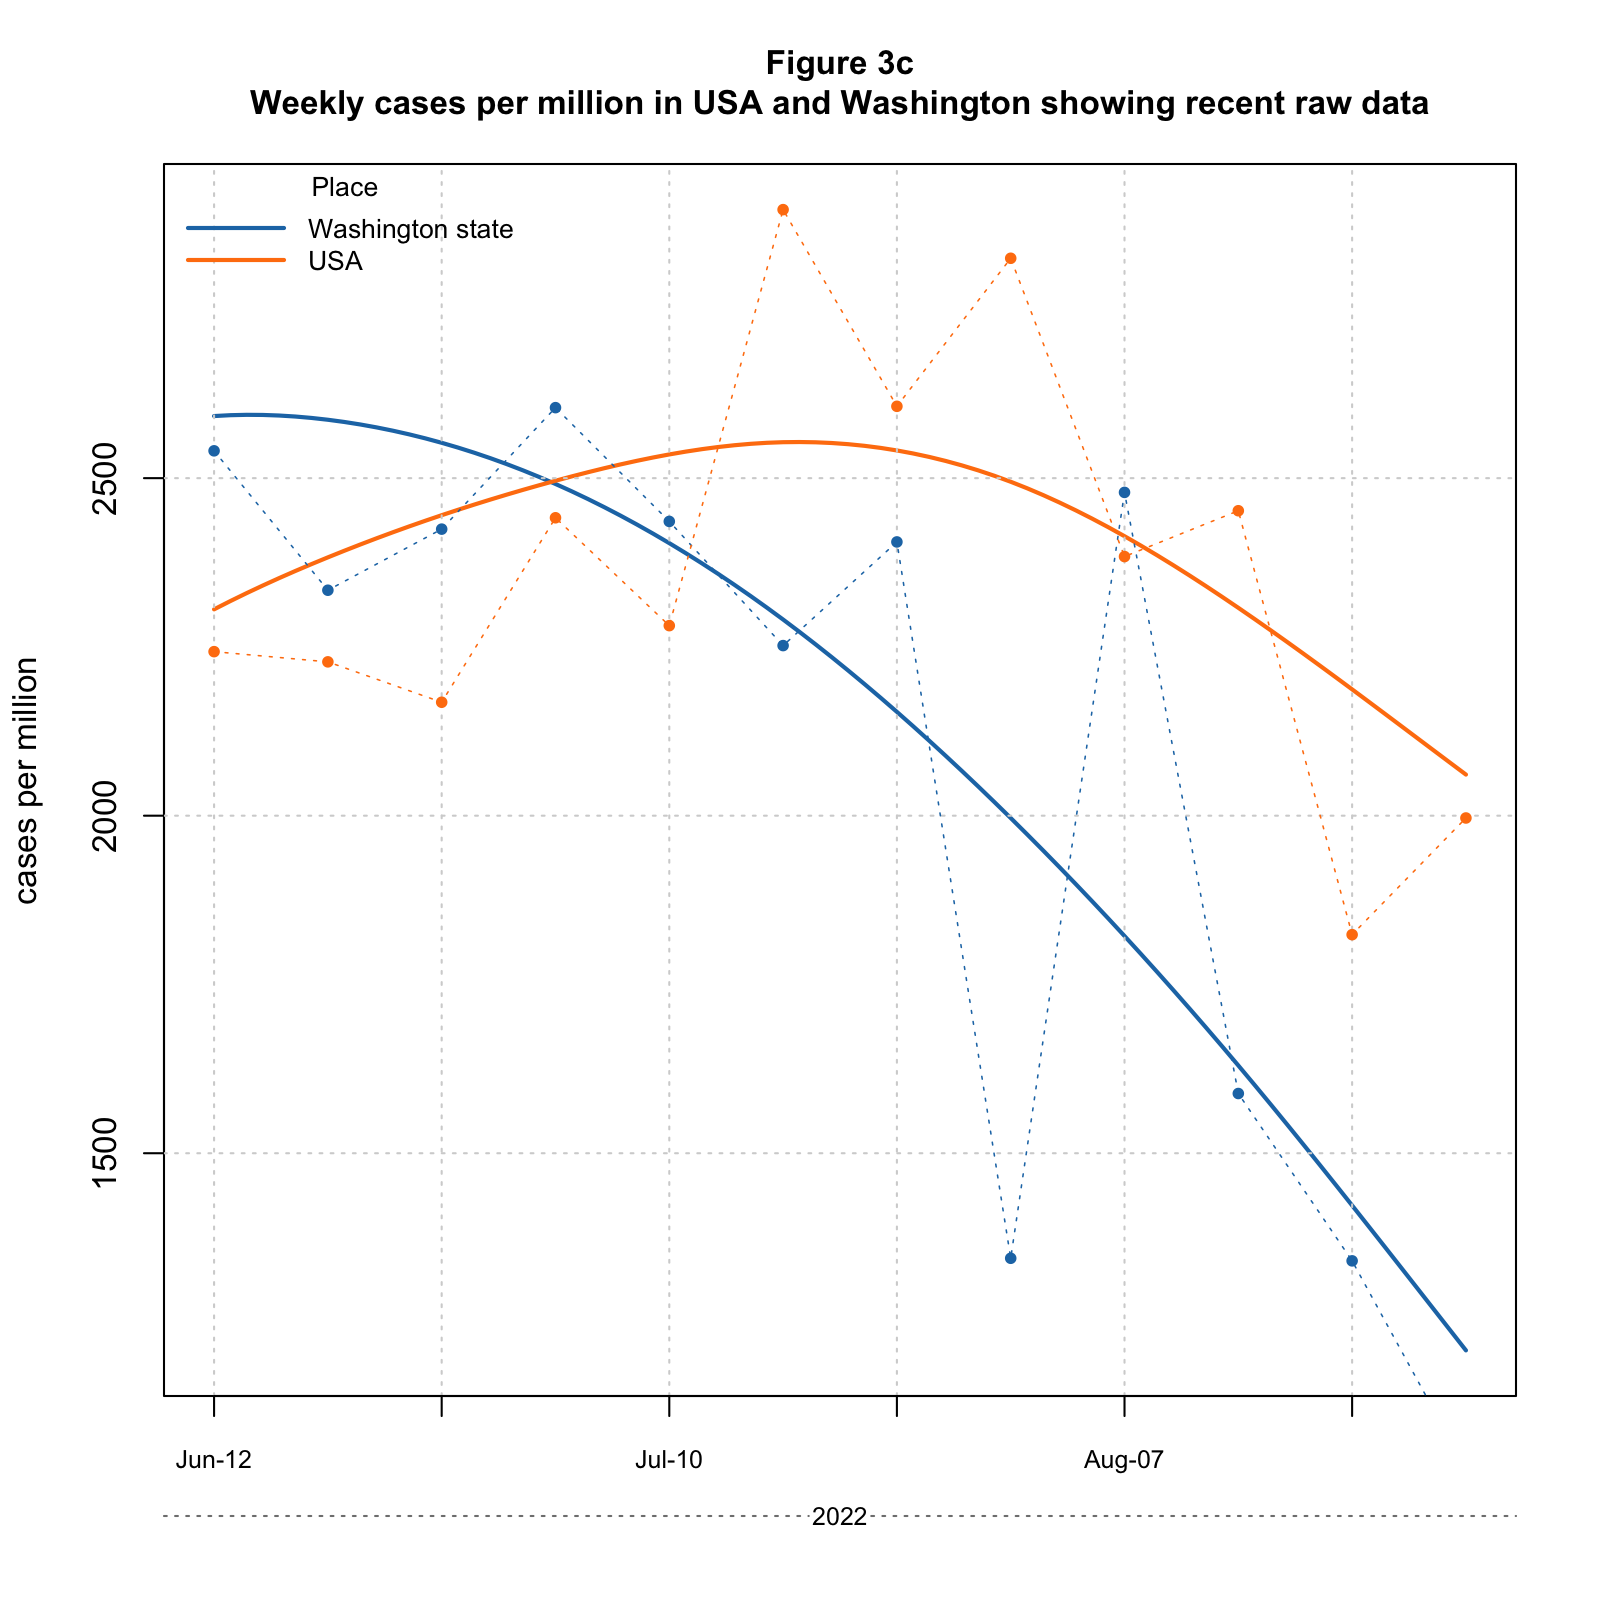 Figure 3c
Weekly cases per million in USA and Washington showing recent raw data
Place
Washington state
USA
cases per million
2500
2000
1500
Jun-12
Jul-10
Aug-07
2022